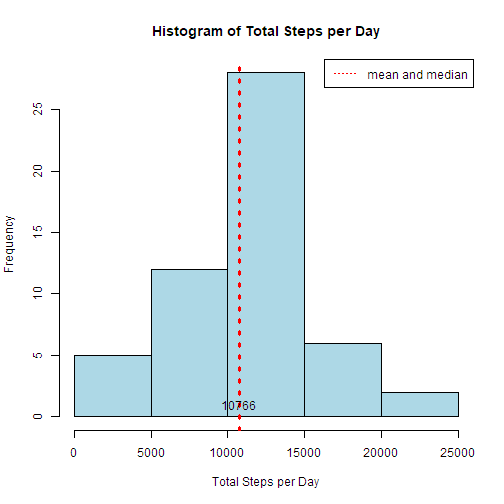 Histogram of Total Steps per Day
mean and median
Frequency
25
20
15
10
5
0
10766
0 5000 10000 15000 20000 25000
Total Steps per Day